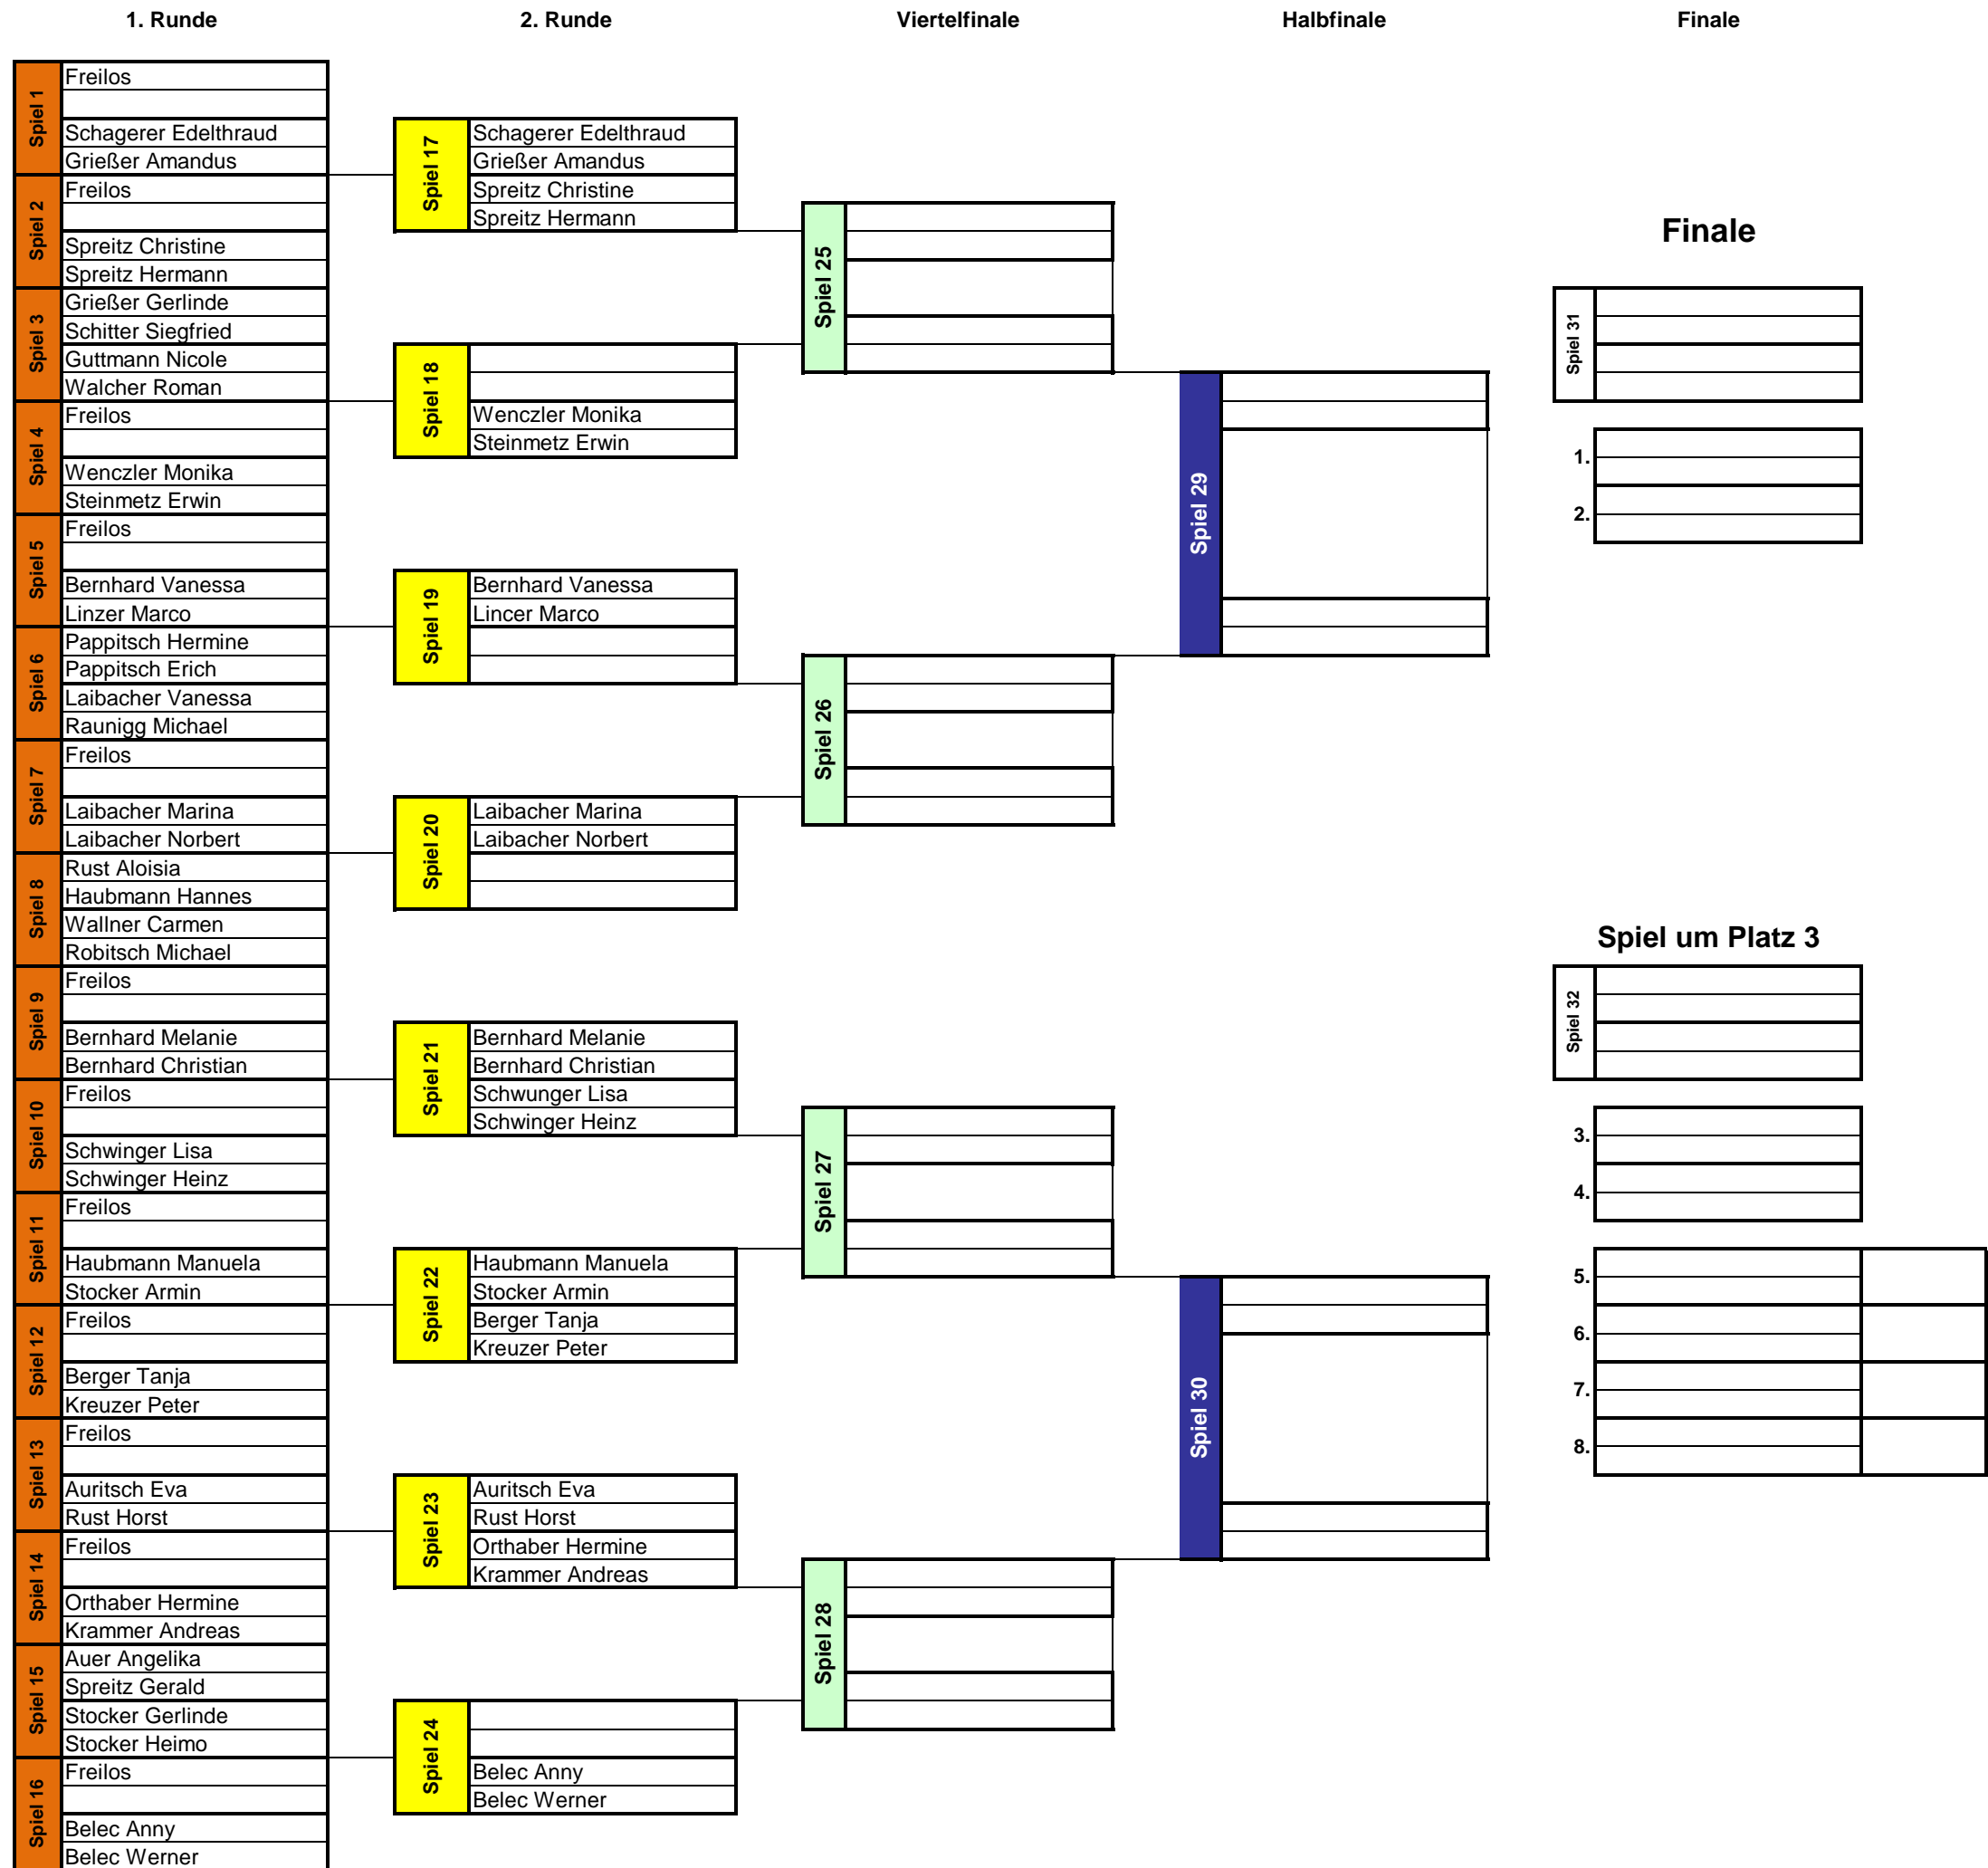 1. Runde
2. Runde
Viertelfinale
Halbfinale
Finale
Spiel 1
Freilos
Schagerer Edelthraud
Grießer Amandus
Spiel 2
Freilos
Spreitz Christine
Spreitz Hermann
Spiel 3
Grießer Gerlinde
Schitter Siegfried
Guttmann Nicole
Walcher Roman
Spiel 4
Freilos
Wenczler Monika
Steinmetz Erwin
Spiel 5
Freilos
Bernhard Vanessa
Linzer Marco
Spiel 6
Pappitsch Hermine
Pappitsch Erich
Laibacher Vanessa
Raunigg Michael
Spiel 7
Freilos
Laibacher Marina
Laibacher Norbert
Spiel 8
Rust Aloisia
Haubmann Hannes
Wallner Carmen
Robitsch Michael
Spiel 9
Freilos
Bernhard Melanie
Bernhard Christian
Spiel 10
Freilos
Schwinger Lisa
Schwinger Heinz
Spiel 11
Freilos
Haubmann Manuela
Stocker Armin
Spiel 12
Freilos
Berger Tanja
Kreuzer Peter
Spiel 13
Freilos
Auritsch Eva
Rust Horst
Spiel 14
Freilos
Orthaber Hermine
Krammer Andreas
Spiel 15
Auer Angelika
Spreitz Gerald
Stocker Gerlinde
Stocker Heimo
Spiel 16
Freilos
Belec Anny
Belec Werner
Spiel 17
Schagerer Edelthraud
Grießer Amandus
Spreitz Christine
Spreitz Hermann
Spiel 18
Wenczler Monika
Steinmetz Erwin
Spiel 19
Bernhard Vanessa
Lincer Marco
Spiel 20
Laibacher Marina
Laibacher Norbert
Spiel 21
Bernhard Melanie
Bernhard Christian
Schwunger Lisa
Schwinger Heinz
Spiel 22
Haubmann Manuela
Stocker Armin
Berger Tanja
Kreuzer Peter
Spiel 23
Auritsch Eva
Rust Horst
Orthaber Hermine
Krammer Andreas
Spiel 24
Belec Anny
Belec Werner
Spiel 25
Spiel 26
Spiel 27
Spiel 28
Spiel 29
Spiel 30
Finale
Spiel 31
1.
2.
Spiel um Platz 3
Spiel 32
3.
4.
5.
6.
7.
8.